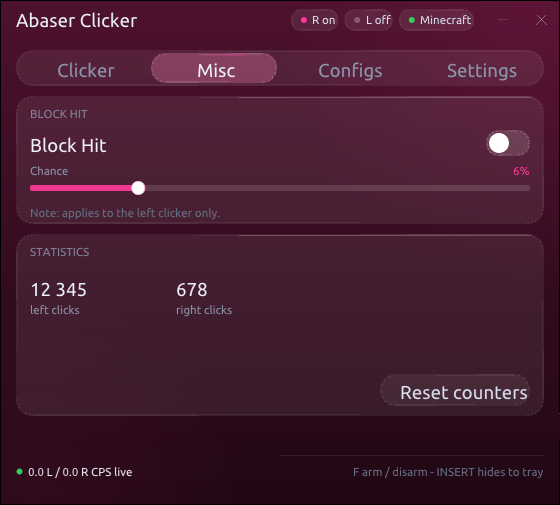 Abaser Clicker
R on
L off
Minecraft
Clicker
Misc
Configs
Settings
BLOCK HIT
Block Hit
Chance
6%
Note: applies to the left clicker only.
STATISTICS
12 345
678
left clicks
right clicks
Reset counters
0.0 L / 0.0 R CPS live
F arm / disarm - INSERT hides to tray